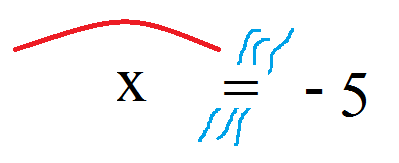 x = - 5